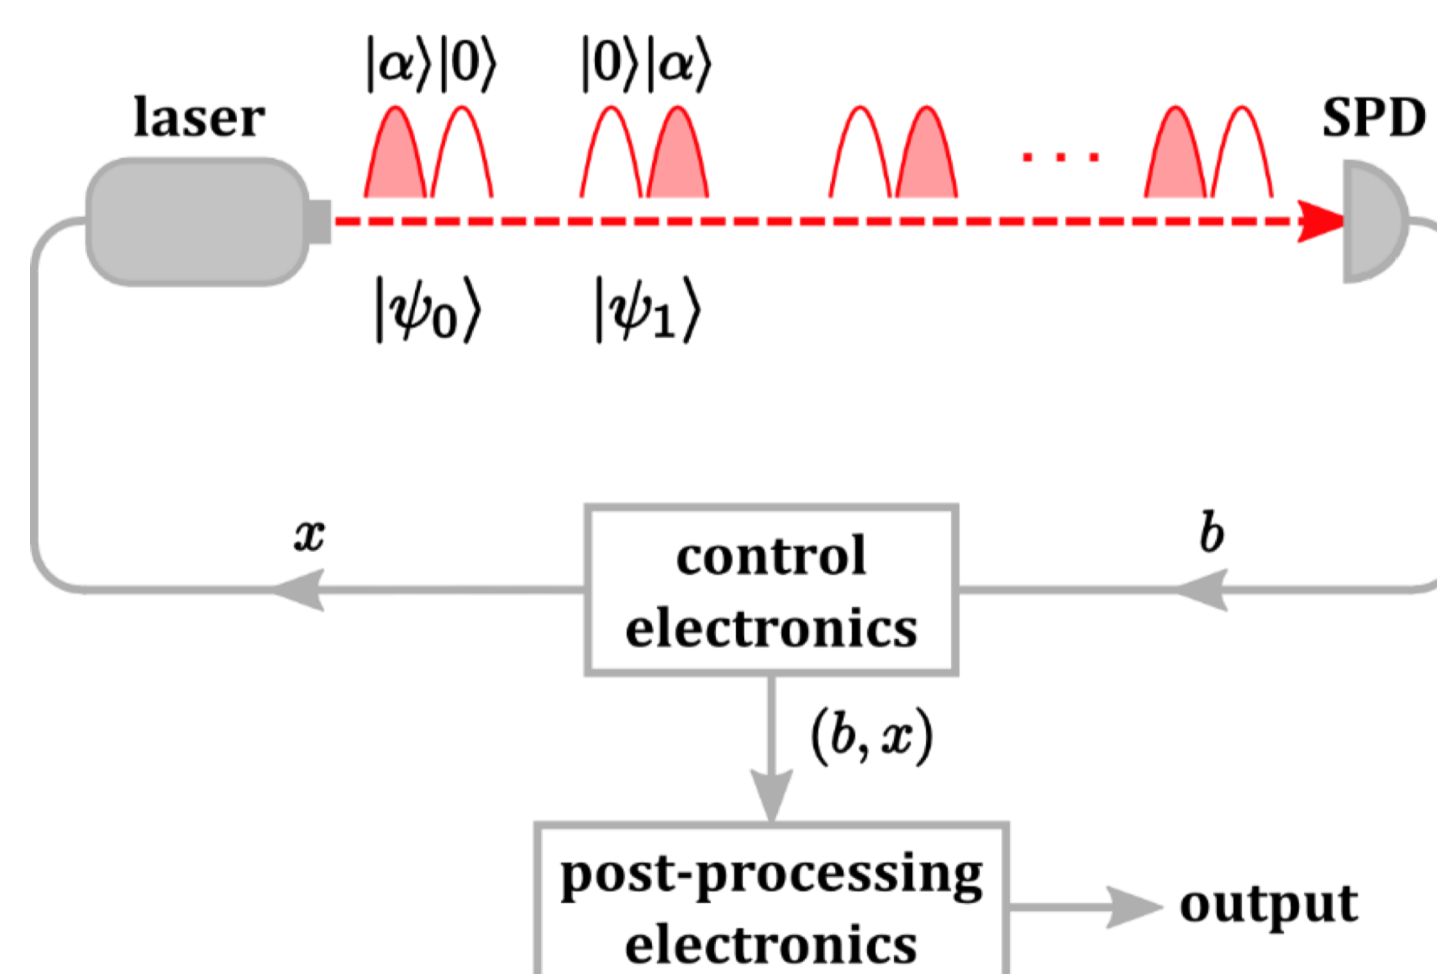 |α⟩|0⟩ |0⟩|α⟩
laser
SPD
...
|ψ₀⟩ |ψ₁⟩
x
b
control
electronics
(b, x)
post-processing
electronics
output